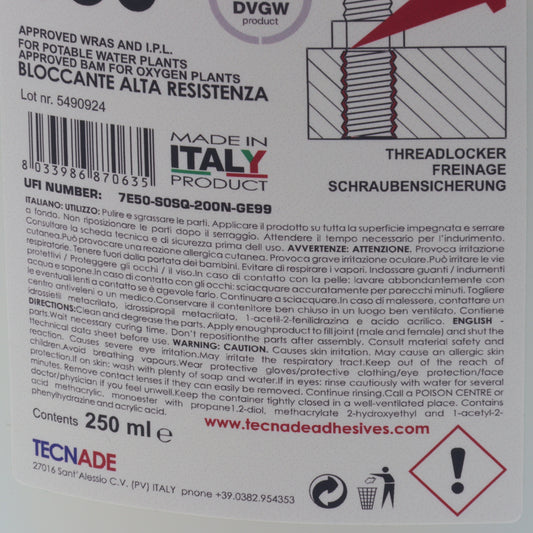 DVGW
product
APPROVED WRAS AND I.P.L.
FOR POTABLE WATER PLANTS
APPROVED BAM FOR OXYGEN PLANTS
BLOCCANTE ALTA RESISTENZA
Lot nr. 5490924
8 033986 870635
MADE IN
ITALY
PRODUCT
THREADLOCKER
FREINAGE
SCHRAUBENSICHERUNG
UFI NUMBER: 7E50-S0SQ-200N-GE99
ITALIANO: UTILIZZO: Pulire e sgrassare le parti. Applicare il prodotto su tutta la superficie impegnata e serrare
a fondo. Non riposizionare le parti dopo il serraggio. Attendere il tempo necessario per l'indurimento.
Consultare la scheda tecnica e di sicurezza prima dell uso. AVVERTENZE: ATTENZIONE. Provoca irritazione
cutanea.Può provocare una reazione allergica cutanea. Provoca grave irritazione oculare.Può irritare le vie
respiratorie. Tenere fuori dalla portata dei bambini. Evitare di respirare i vapori. Indossare guanti / indumenti
protettivi / Proteggere gli occhi / il viso.In caso di contatto con la pelle: lavare abbondantemente con
acqua e sapone.In caso di contatto con gli occhi: sciacquare accuratamente per parecchi minuti. Togliere
le eventuali lenti a contatto se è agevole farlo. Continuare a sciacquare.In caso di malessere, contattare un
centro antiveleni o un medico.Conservare il contenitore ben chiuso in un luogo ben ventilato. Contiene
idrossietil metacrilato, idrossipropil metacrilato, 1-acetil-2-fenilidrazina e acido acrilico. ENGLISH -
DIRECTIONS:Clean and degrease the parts. Apply enoughproduct to fill joint (male and female) and shut the
parts.Wait necessary curing time. Don't repositionthe parts after assembly. Consult material safety and
ttechnical data sheet before use. WARNING: CAUTION. Causes skin irritation. May cause an allergic skin
reaction. Causes severe eye irritation.May irritate the respiratory tract.Keep out of the reach of
children.Avoid breathing vapours.Wear protective gloves/protective clothing/eye protection/face
protection.If on skin: wash with plenty of soap and water.If in eyes: rinse cautiously with water for several
minutes. Remove contact lenses if they can easily be removed. Continue rinsing.Call a POISON CENTRE or
doctor/physician if you feel unwell.Keep the container tightly closed in a well-ventilated place. Contains
acid methacrylic, monoester with propane1.2-diol, methacrylate 2-hydroxyethyl and 1-acetyl-2-
phenylhydrazine and acrylic acid.
Contents 250 ml e
www.tecnadeadhesives.com
TECNADE
27016 Sant'Alessio C.V. (PV) ITALY pnone +39.0382.954353